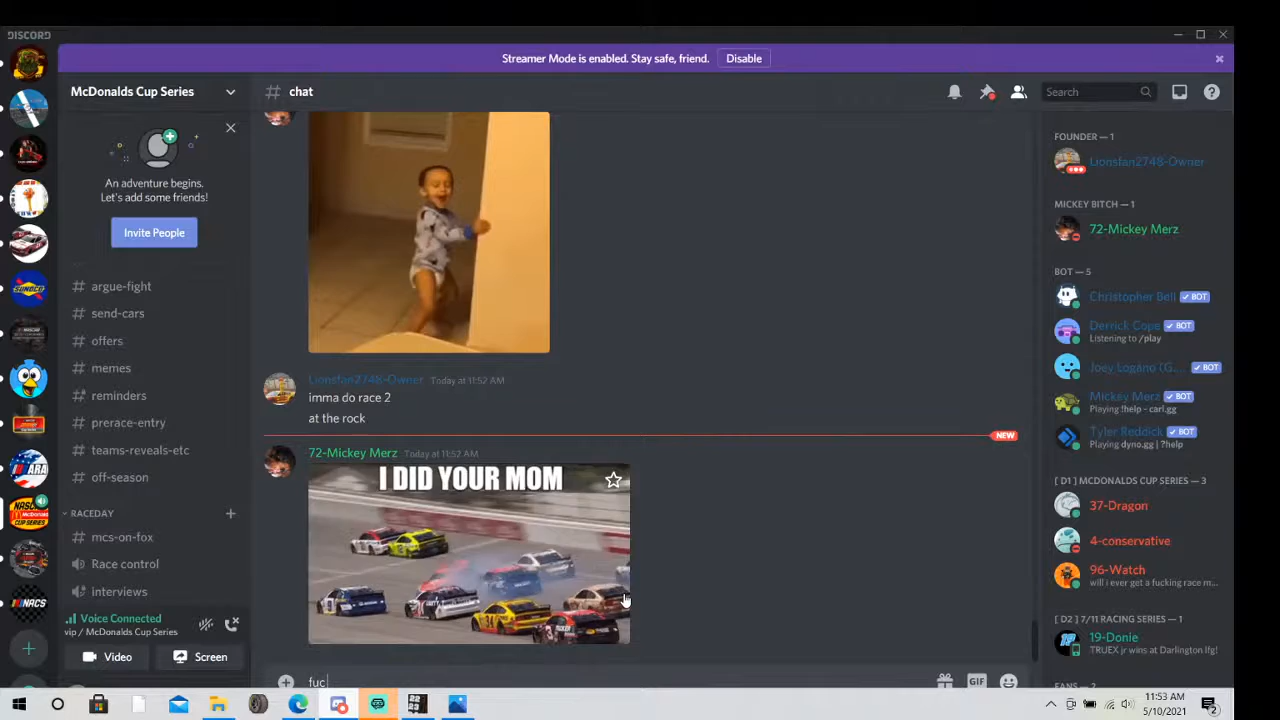 DISCORD
Streamer Mode is enabled. Stay safe, friend. Disable
McDonalds Cup Series
chat
Search
An adventure begins.
Let's add some friends!
Invite People
argue-fight
send-cars
offers
memes
reminders
prerace-entry
teams-reveals-etc
off-season
RACEDAY
mcs-on-fox
Race control
interviews
Voice Connected
vip / McDonalds Cup Series
Video
Screen
Lionsfan2748-Owner Today at 11:52 AM
imma do race 2
at the rock
NEW
72-Mickey Merz Today at 11:52 AM
I DID YOUR MOM
fuc
GIF
FOUNDER — 1
Lionsfan2748-Owner
MICKEY BITCH — 1
72-Mickey Merz
BOT — 5
Christopher Bell BOT
Derrick Cope BOT
Listening to /play
Joey Logano (G... BOT
Mickey Merz BOT
Playing !help - carl.gg
Tyler Reddick BOT
Playing dyno.gg | ?help
[ D1 ] MCDONALDS CUP SERIES — 3
37-Dragon
4-conservative
96-Watch
will i ever get a fucking race m...
[ D2 ] 7/11 RACING SERIES — 1
19-Donie
TRUEX jr wins at Darlington lfg!
FANS — 2
11:53 AM
5/10/2021